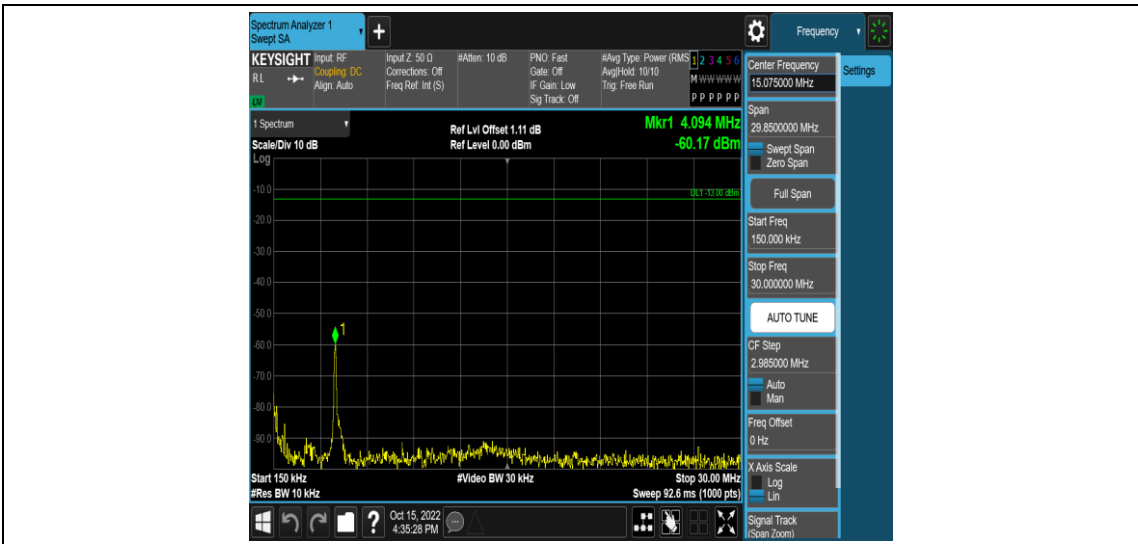 Spectrum Analyzer 1
Swept SA
+
Frequency
KEYSIGHT
RL
LXI
Input: RF
Coupling: DC
Align: Auto
Input Z: 50 Ω
Corrections: Off
Freq Ref: Int (S)
#Atten: 10 dB
PNO: Fast
Gate: Off
IF Gain: Low
Sig Track: Off
#Avg Type: Power (RMS
Avg|Hold: 10/10
Trig: Free Run
1 2 3 4 5 6
M W W W W W
P P P P P P
1 Spectrum
Scale/Div 10 dB
Log
Ref Lvl Offset 1.11 dB
Ref Level 0.00 dBm
Mkr1 4.094 MHz
-60.17 dBm
DL1 -13.00 dBm
-10.0
-20.0
-30.0
-40.0
-50.0
-60.0
-70.0
-80.0
-90.0
1
Start 150 kHz
#Res BW 10 kHz
#Video BW 30 kHz
Stop 30.00 MHz
Sweep 92.6 ms (1000 pts)
?
Oct 15, 2022
4:35:28 PM
Center Frequency
15.075000 MHz
Settings
Span
29.8500000 MHz
Swept Span
Zero Span
Full Span
Start Freq
150.000 kHz
Stop Freq
30.000000 MHz
AUTO TUNE
CF Step
2.985000 MHz
Auto
Man
Freq Offset
0 Hz
X Axis Scale
Log
Lin
Signal Track
(Span Zoom)